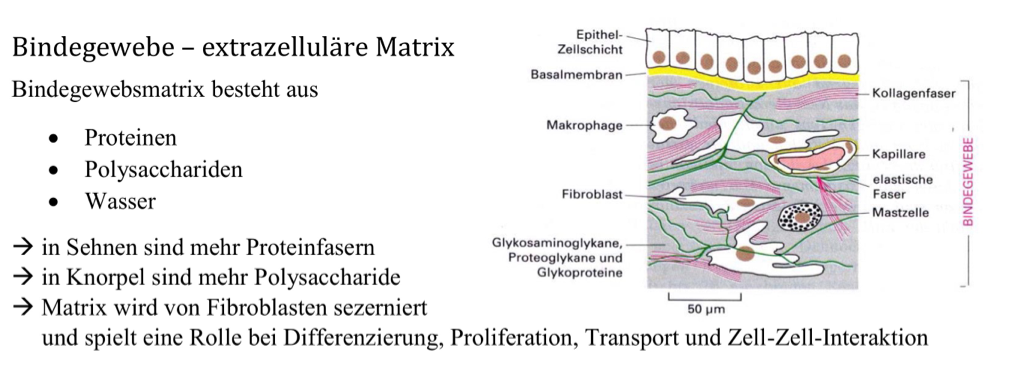 Bindegewebe – extrazelluläre Matrix
Bindegewebsmatrix besteht aus
• Proteinen
• Polysacchariden
• Wasser
→ in Sehnen sind mehr Proteinfasern
→ in Knorpel sind mehr Polysaccharide
→ Matrix wird von Fibroblasten sezerniert
und spielt eine Rolle bei Differenzierung, Proliferation, Transport und Zell-Zell-Interaktion
Epithel-
Zellschicht
Basalmembran
Makrophage
Fibroblast
Glykosaminoglykane,
Proteoglykane und
Glykoproteine
Kollagenfaser
Kapillare
elastische
Faser
Mastzelle
BINDEGEWEBE
50 µm